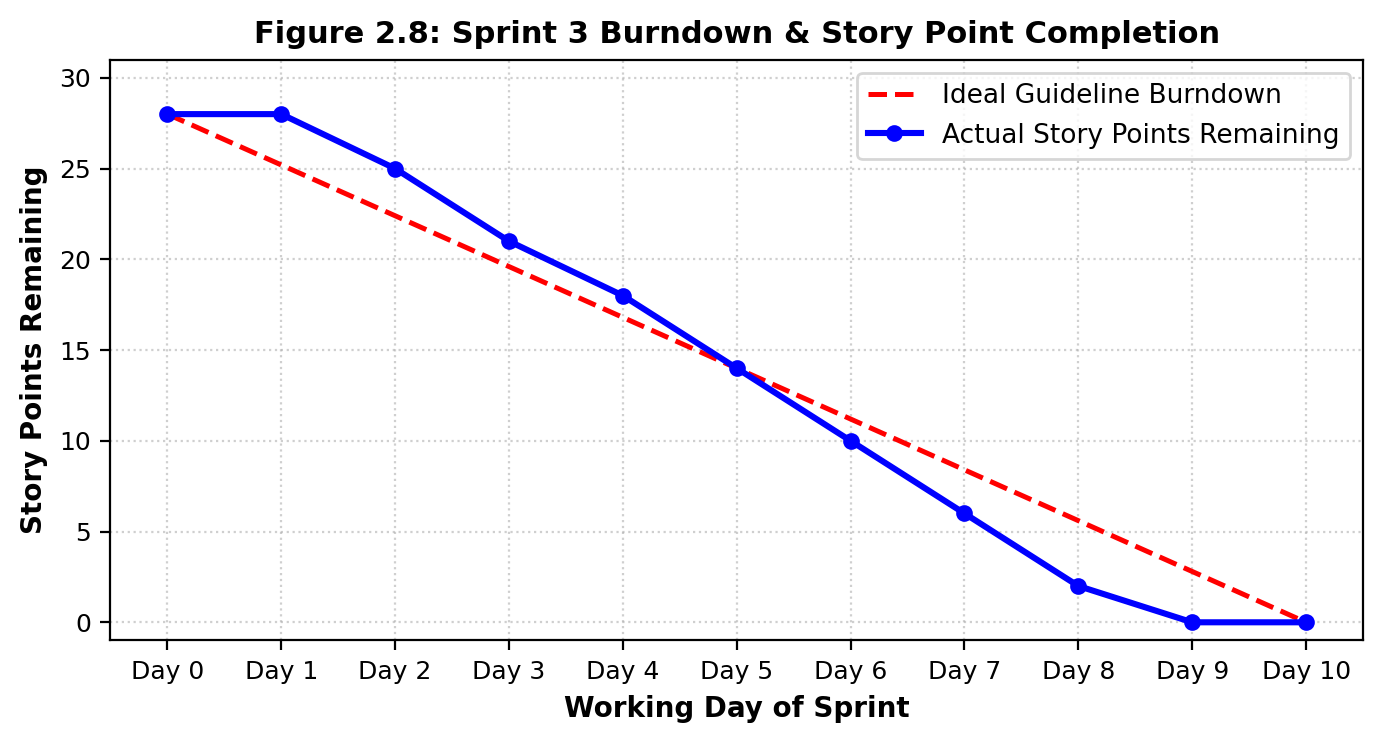 Figure 2.8: Sprint 3 Burndown & Story Point Completion
Ideal Guideline Burndown
Actual Story Points Remaining
Story Points Remaining
30
25
20
15
10
5
0
Day 0 Day 1 Day 2 Day 3 Day 4 Day 5 Day 6 Day 7 Day 8 Day 9 Day 10
Working Day of Sprint